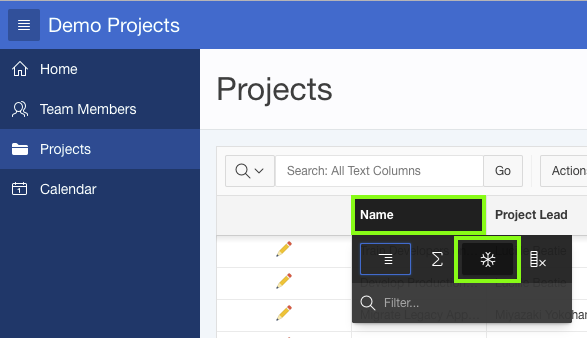 Demo Projects
Home
Team Members
Projects
Calendar
Projects
Search: All Text Columns
Go
Action
Name
Project Lead
Filter...